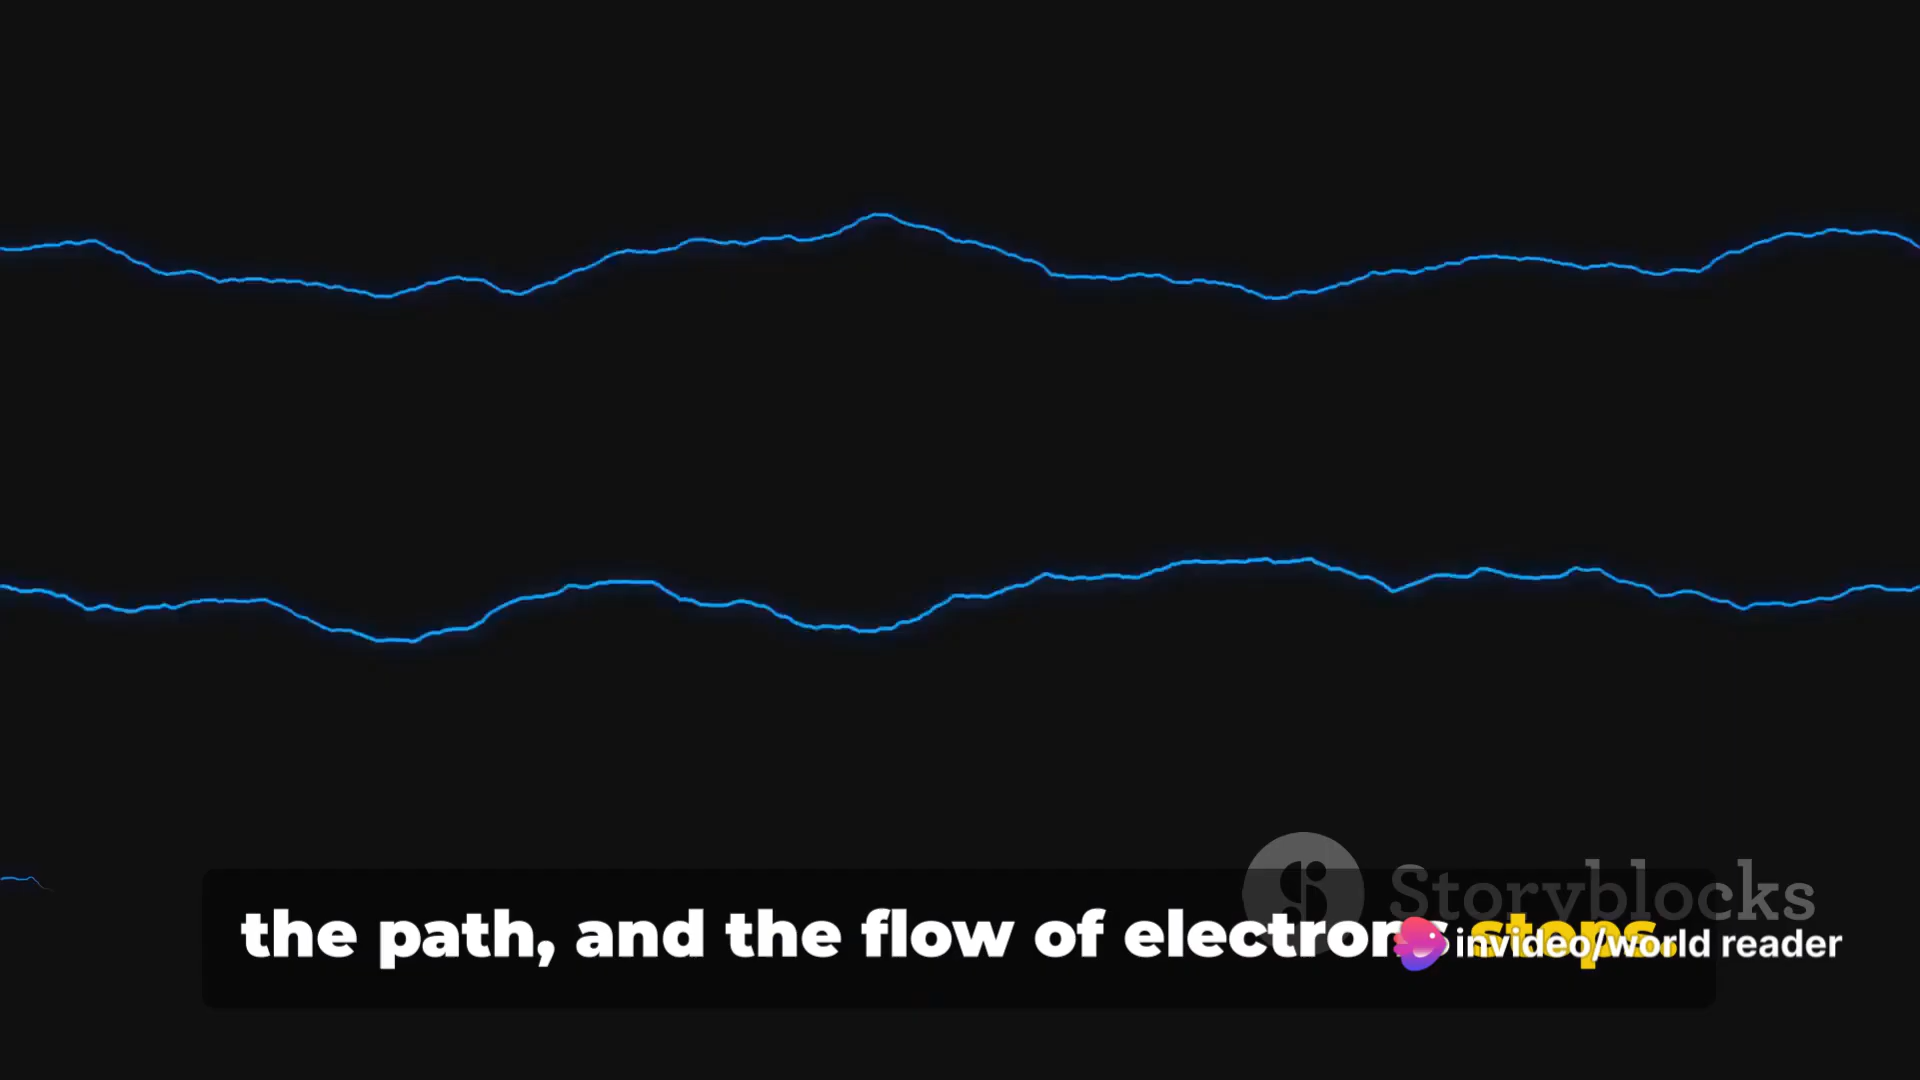 Storyblocks
the path, and the flow of electrons stops.
invideo/world reader